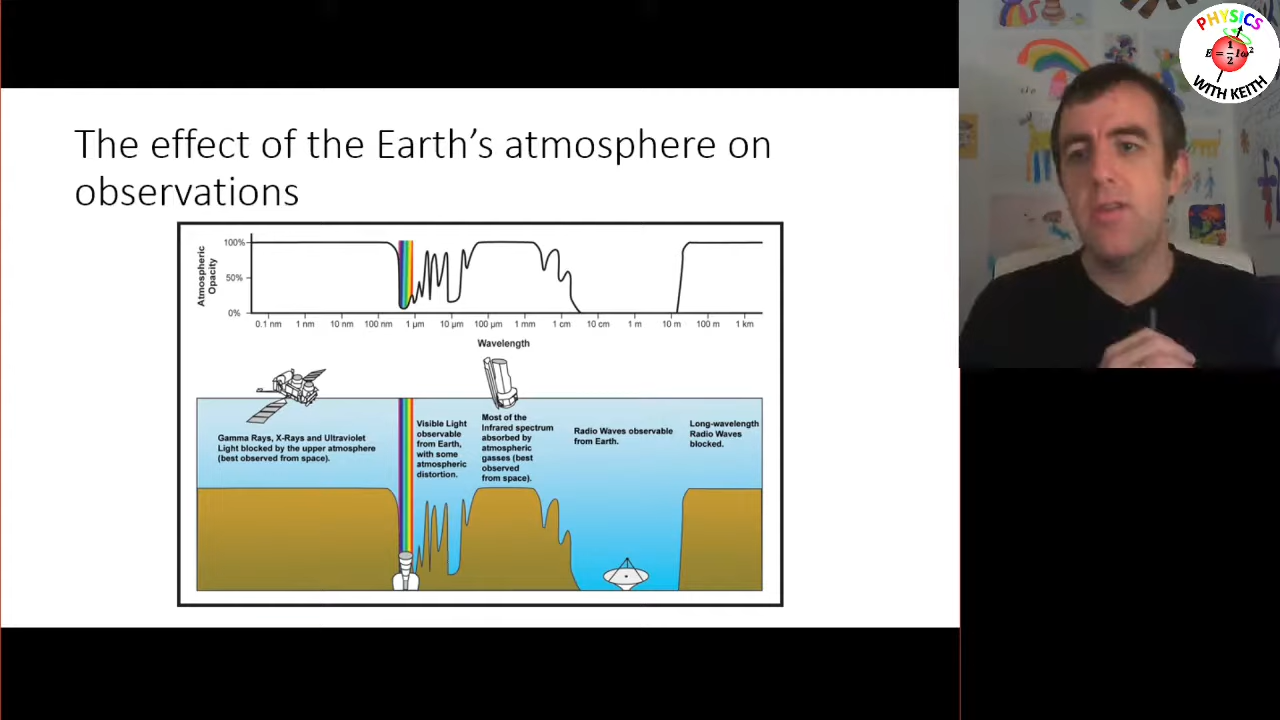 The effect of the Earth's atmosphere on
observations
Atmospheric
Opacity
100%
50%
0%
0.1 nm 1 nm 10 nm 100 nm 1 μm 10 μm 100 μm 1 mm 1 cm 10 cm 1 m 10 m 100 m 1 km
Wavelength
Gamma Rays, X-Rays and Ultraviolet
Light blocked by the upper atmosphere
(best observed from space).
Visible Light
observable
from Earth,
with some
atmospheric
distortion.
Most of the
Infrared spectrum
absorbed by
atmospheric
gasses (best
observed
from space).
Radio Waves observable
from Earth.
Long-wavelength
Radio Waves
blocked.
PHYSICS
E = 1/2 Iω²
WITH KEITH